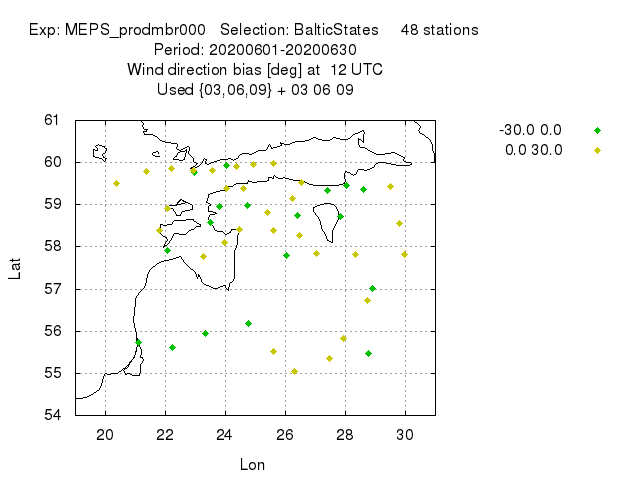 Exp: MEPS_prodmbr000   Selection: BalticStates     48 stations
Period: 20200601-20200630
Wind direction bias [deg] at  12 UTC
Used {03,06,09} + 03 06 09
-30.0 0.0
0.0 30.0
61
60
59
58
57
56
55
54
Lat
20 22 24 26 28 30
Lon